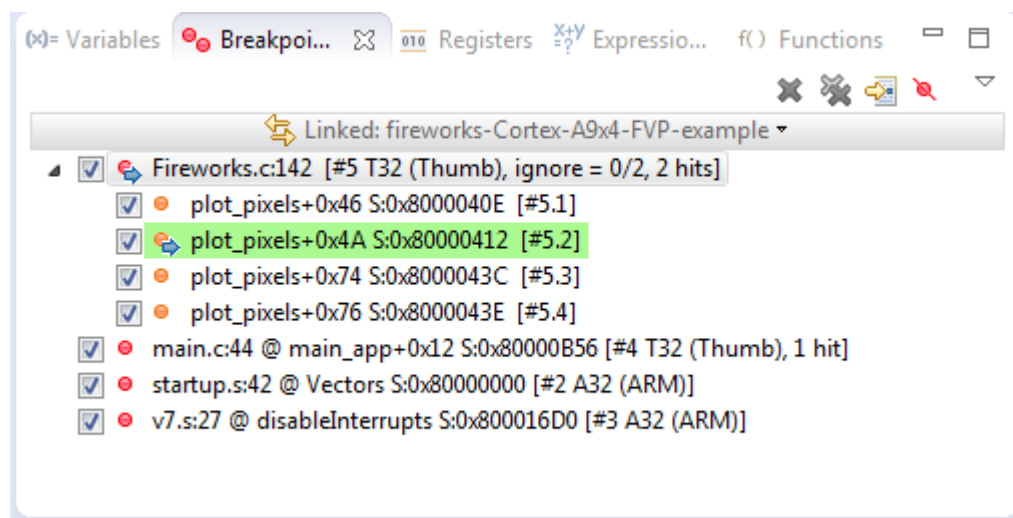 (x)= Variables Breakpoi... 010 Registers X+Y =? Expressio... f() Functions
Linked: fireworks-Cortex-A9x4-FVP-example
Fireworks.c:142 [#5 T32 (Thumb), ignore = 0/2, 2 hits]
plot_pixels+0x46 S:0x8000040E [#5.1]
plot_pixels+0x4A S:0x80000412 [#5.2]
plot_pixels+0x74 S:0x8000043C [#5.3]
plot_pixels+0x76 S:0x8000043E [#5.4]
main.c:44 @ main_app+0x12 S:0x80000B56 [#4 T32 (Thumb), 1 hit]
startup.s:42 @ Vectors S:0x80000000 [#2 A32 (ARM)]
v7.s:27 @ disableInterrupts S:0x800016D0 [#3 A32 (ARM)]